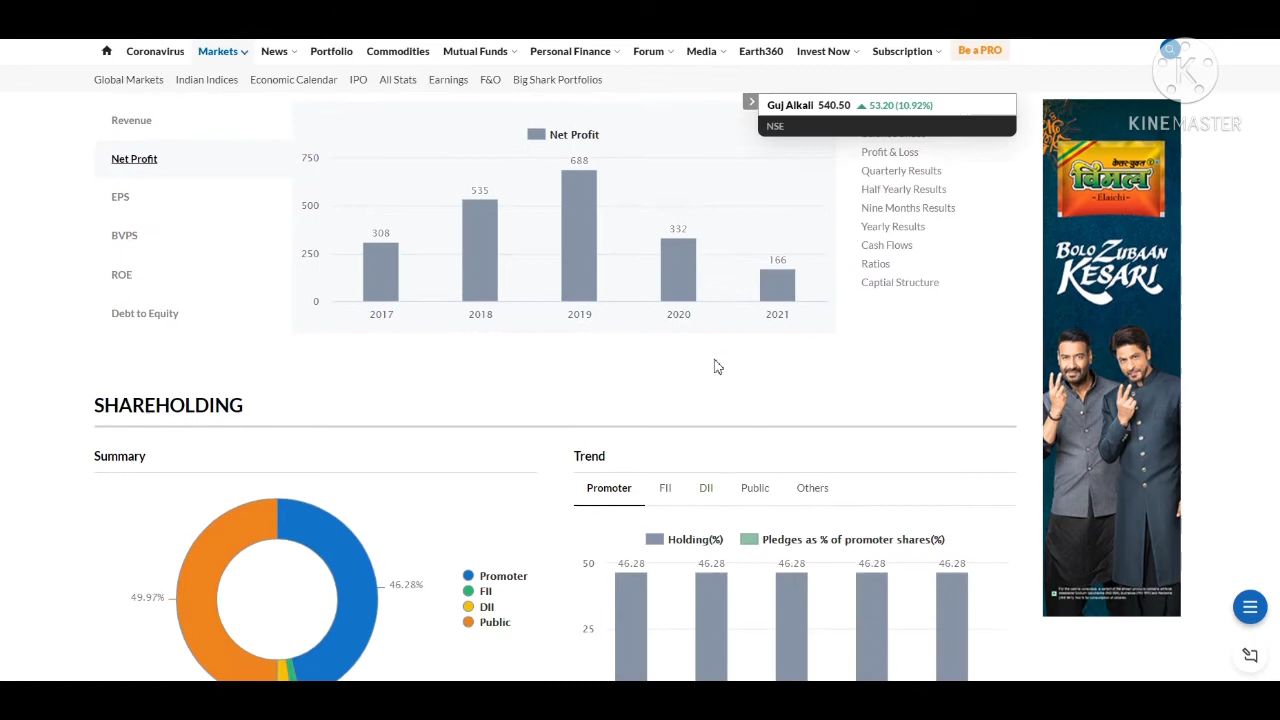 Coronavirus Markets News Portfolio Commodities Mutual Funds Personal Finance Forum Media Earth360 Invest Now Subscription Be a PRO
Global Markets Indian Indices Economic Calendar IPO All Stats Earnings F&O Big Shark Portfolios
K
KINEMASTER
Guj Alkali 540.50 53.20 (10.92%)
NSE
Revenue
Net Profit
EPS
BVPS
ROE
Debt to Equity
Net Profit
750
500
250
0
308
535
688
332
166
2017 2018 2019 2020 2021
Profit & Loss
Quarterly Results
Half Yearly Results
Nine Months Results
Yearly Results
Cash Flows
Ratios
Captial Structure
केसर-युक्त
विमल
-Elaichi-
BOLO ZUBAAN
KESARI
SHAREHOLDING
Summary
49.97%
46.28%
Promoter
FII
DII
Public
Trend
Promoter FII DII Public Others
Holding(%) Pledges as % of promoter shares(%)
50
25
46.28 46.28 46.28 46.28 46.28